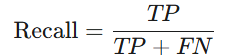 Recall = TP / TP + FN